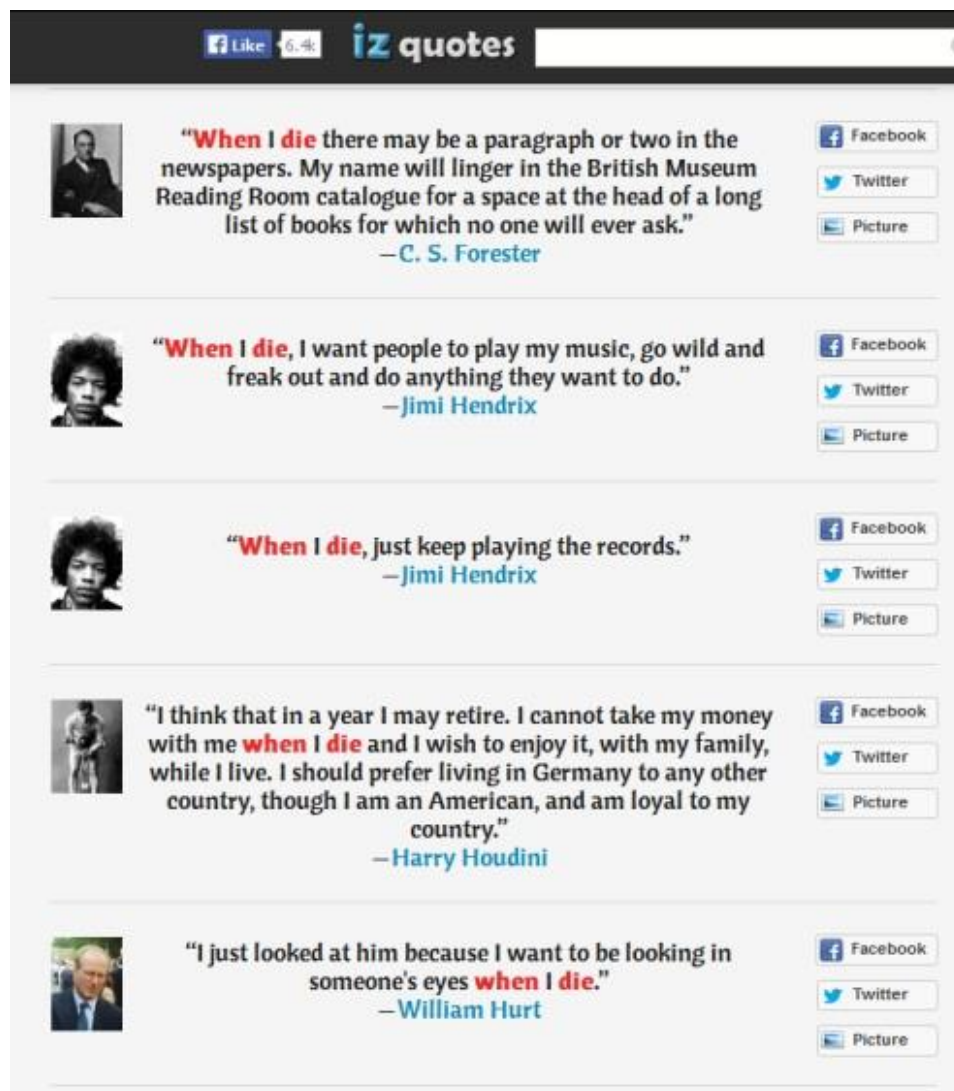 Like 6.4k iz quotes
“When I die there may be a paragraph or two in the
newspapers. My name will linger in the British Museum
Reading Room catalogue for a space at the head of a long
list of books for which no one will ever ask.”
—C. S. Forester
Facebook
Twitter
Picture
“When I die, I want people to play my music, go wild and
freak out and do anything they want to do.”
—Jimi Hendrix
Facebook
Twitter
Picture
“When I die, just keep playing the records.”
—Jimi Hendrix
Facebook
Twitter
Picture
“I think that in a year I may retire. I cannot take my money
with me when I die and I wish to enjoy it, with my family,
while I live. I should prefer living in Germany to any other
country, though I am an American, and am loyal to my
country.”
—Harry Houdini
Facebook
Twitter
Picture
“I just looked at him because I want to be looking in
someone's eyes when I die.”
—William Hurt
Facebook
Twitter
Picture